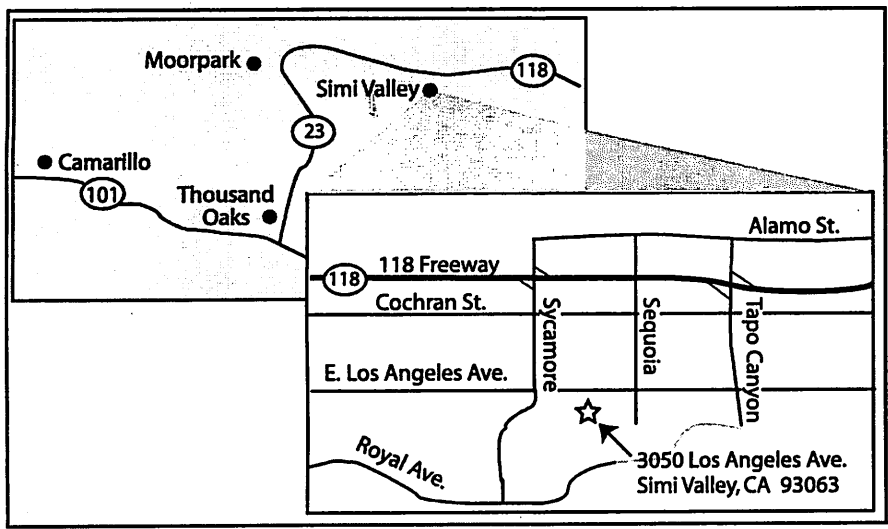 Moorpark
118
Simi Valley
23
Camarillo
101
Thousand
Oaks
Alamo St.
118 Freeway
118
Cochran St.
Sycamore
Sequoia
Tapo Canyon
E. Los Angeles Ave.
Royal Ave.
3050 Los Angeles Ave.
Simi Valley, CA 93063